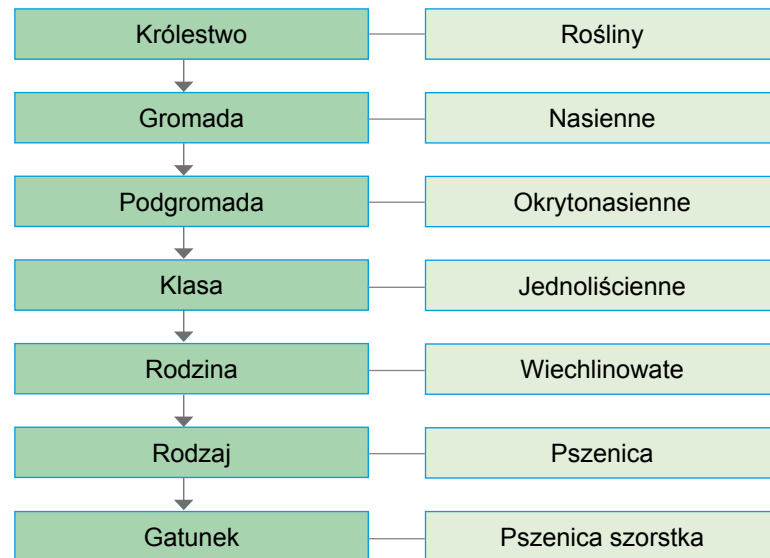 Królestwo Rośliny
Gromada Nasienne
Podgromada Okrytonasienne
Klasa Jednoliścienne
Rodzina Wiechlinowate
Rodzaj Pszenica
Gatunek Pszenica szorstka